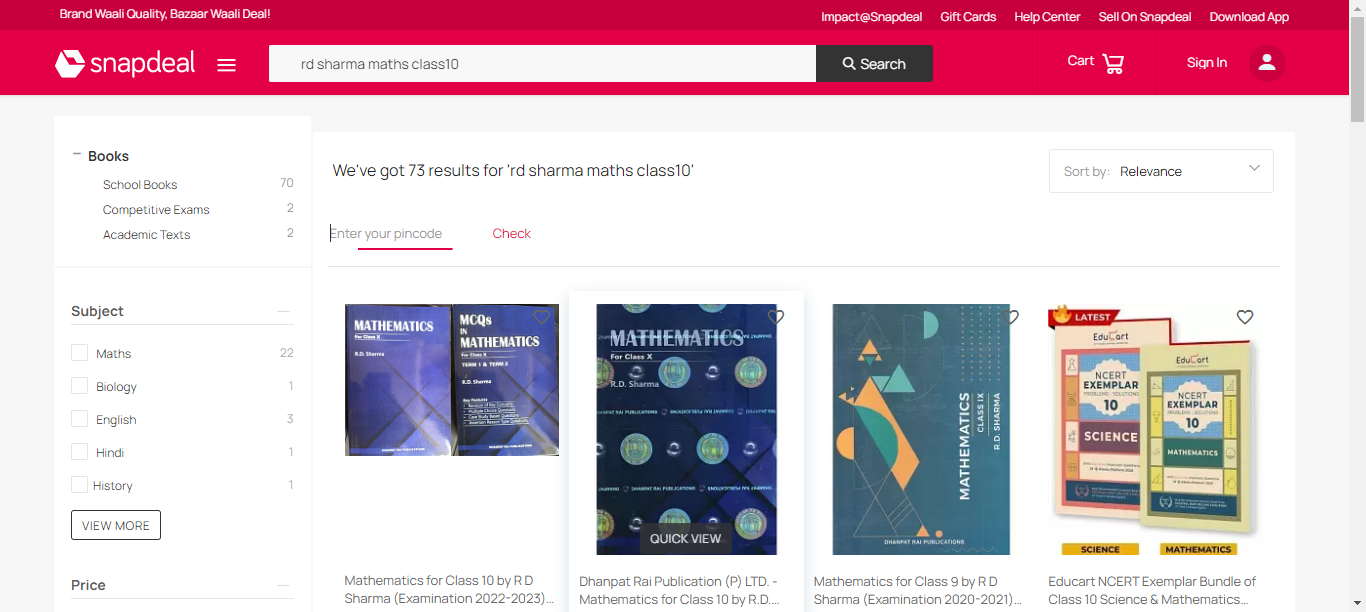 Brand Waali Quality, Bazaar Waali Deal!
Impact@Snapdeal Gift Cards Help Center Sell On Snapdeal Download App
snapdeal
rd sharma maths class10
Search
Cart
Sign In
Books
School Books 70
Competitive Exams 2
Academic Texts 2
Subject
Maths 22
Biology 1
English 3
Hindi 1
History 1
VIEW MORE
Price
We've got 73 results for 'rd sharma maths class10'
Sort by: Relevance
Enter your pincode
Check
MATHEMATICS
For Class X
R.D. Sharma
MCQs
IN
MATHEMATICS
For Class X
TERM 1 & TERM 2
R.D. Sharma
Key Features
Mathematics for Class 10 by R D
Sharma (Examination 2022-2023)...
MATHEMATICS
For Class X
R.D. Sharma
DHANPAT RAI PUBLICATIONS
QUICK VIEW
Dhanpat Rai Publication (P) LTD. -
Mathematics for Class 10 by R.D....
MATHEMATICS
CLASS IX
R.D. SHARMA
DHANPAT RAI PUBLICATIONS
Mathematics for Class 9 by R D
Sharma (Examination 2020-2021)...
LATEST
EduCart
NCERT
EXEMPLAR
PROBLEMS - SOLUTIONS
10
SCIENCE
EduCart
NCERT
EXEMPLAR
PROBLEMS - SOLUTIONS
10
MATHEMATICS
SCIENCE
MATHEMATICS
Educart NCERT Exemplar Bundle of
Class 10 Science & Mathematics...